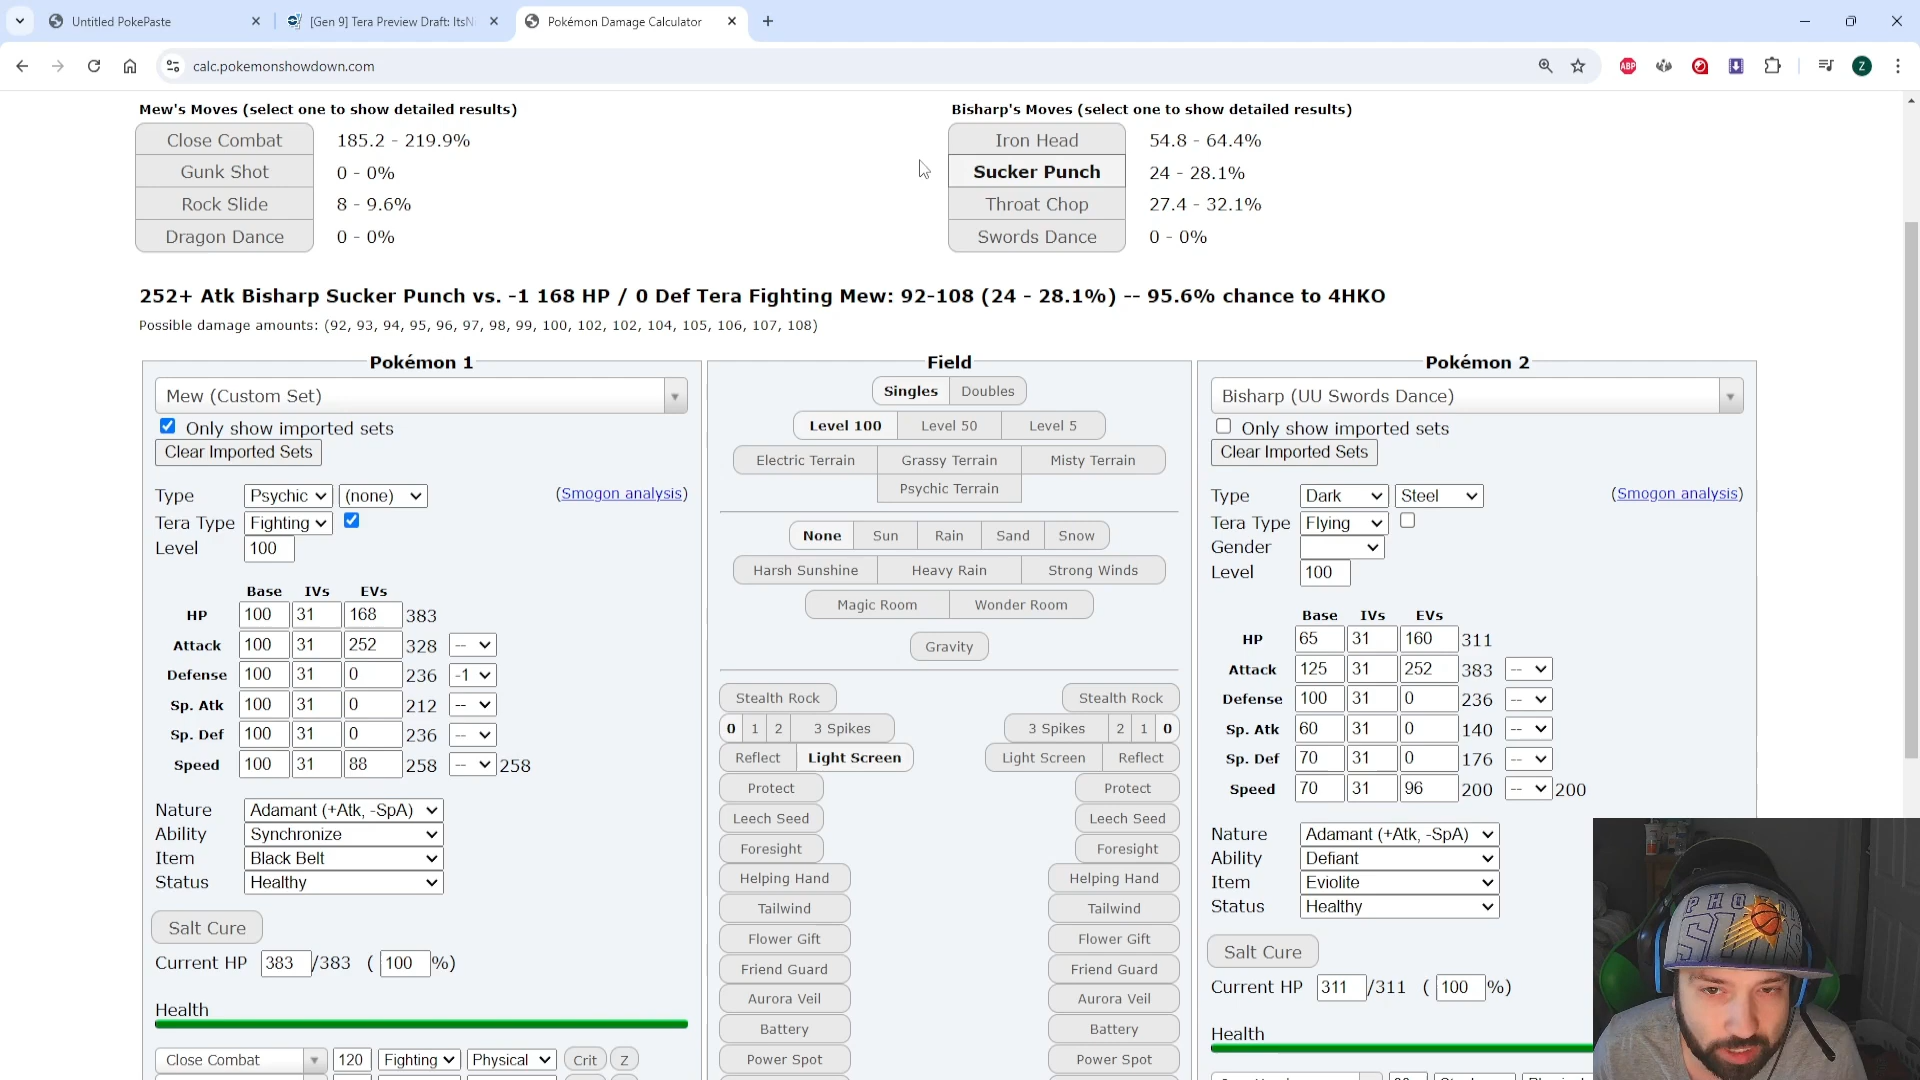 Untitled PokePaste
[Gen 9] Tera Preview Draft: ItsN
Pokémon Damage Calculator
calc.pokemonshowdown.com
ABP
Z
Mew's Moves (select one to show detailed results)
Close Combat 185.2 - 219.9%
Gunk Shot 0 - 0%
Rock Slide 8 - 9.6%
Dragon Dance 0 - 0%
Bisharp's Moves (select one to show detailed results)
Iron Head 54.8 - 64.4%
Sucker Punch 24 - 28.1%
Throat Chop 27.4 - 32.1%
Swords Dance 0 - 0%
252+ Atk Bisharp Sucker Punch vs. -1 168 HP / 0 Def Tera Fighting Mew: 92-108 (24 - 28.1%) -- 95.6% chance to 4HKO
Possible damage amounts: (92, 93, 94, 95, 96, 97, 98, 99, 100, 102, 102, 104, 105, 106, 107, 108)
Pokémon 1
Mew (Custom Set)
Only show imported sets
Clear Imported Sets
Type Psychic (none) (Smogon analysis)
Tera Type Fighting
Level 100
Base IVs EVs
HP 100 31 168 383
Attack 100 31 252 328 --
Defense 100 31 0 236 -1
Sp. Atk 100 31 0 212 --
Sp. Def 100 31 0 236 --
Speed 100 31 88 258 -- 258
Nature Adamant (+Atk, -SpA)
Ability Synchronize
Item Black Belt
Status Healthy
Salt Cure
Current HP 383 /383 ( 100 %)
Health
Close Combat 120 Fighting Physical Crit Z
Field
Singles Doubles
Level 100 Level 50 Level 5
Electric Terrain Grassy Terrain Misty Terrain
Psychic Terrain
None Sun Rain Sand Snow
Harsh Sunshine Heavy Rain Strong Winds
Magic Room Wonder Room
Gravity
Stealth Rock Stealth Rock
0 1 2 3 Spikes 3 Spikes 2 1 0
Reflect Light Screen Light Screen Reflect
Protect Protect
Leech Seed Leech Seed
Foresight Foresight
Helping Hand Helping Hand
Tailwind Tailwind
Flower Gift Flower Gift
Friend Guard Friend Guard
Aurora Veil Aurora Veil
Battery Battery
Power Spot Power Spot
Pokémon 2
Bisharp (UU Swords Dance)
Only show imported sets
Clear Imported Sets
Type Dark Steel (Smogon analysis)
Tera Type Flying
Gender
Level 100
Base IVs EVs
HP 65 31 160 311
Attack 125 31 252 383 --
Defense 100 31 0 236 --
Sp. Atk 60 31 0 140 --
Sp. Def 70 31 0 176 --
Speed 70 31 96 200 -- 200
Nature Adamant (+Atk, -SpA)
Ability Defiant
Item Eviolite
Status Healthy
Salt Cure
Current HP 311 /311 ( 100 %)
Health